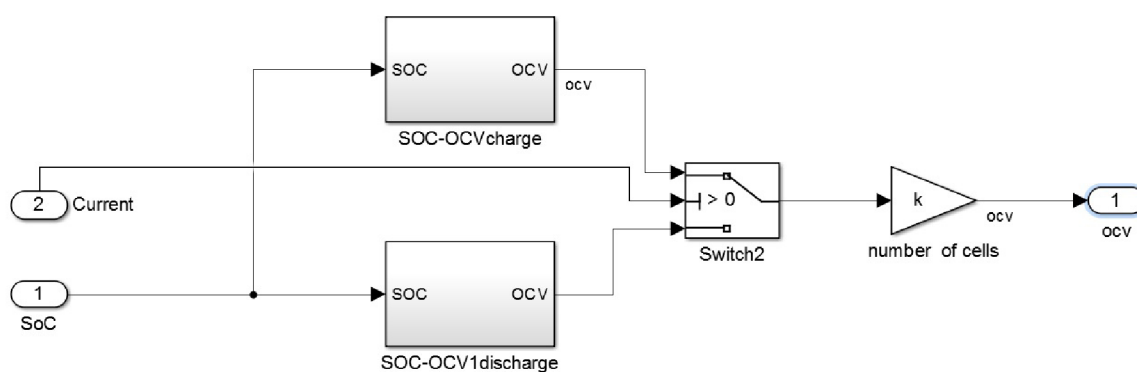 SOC
OCV
ocv
SOC-OCVcharge
2
Current
> 0
Switch2
k
number of cells
ocv
1
ocv
1
SoC
SOC
OCV
SOC-OCV1discharge